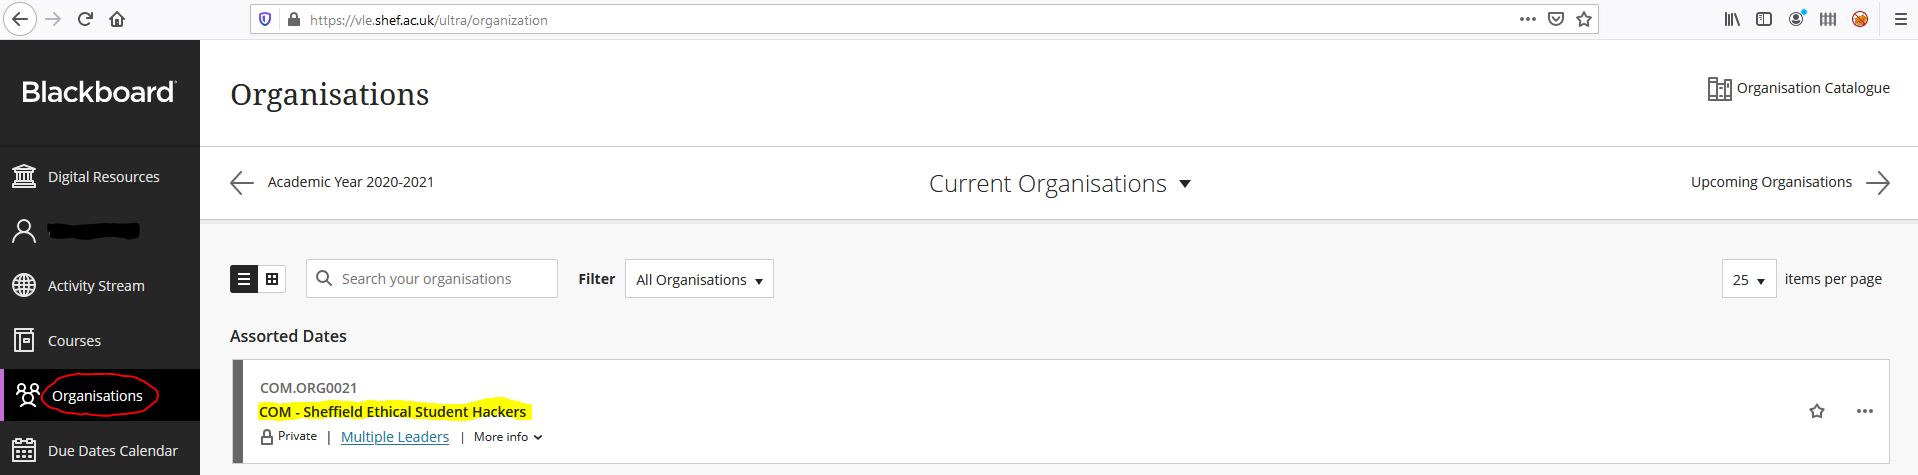 https://vle.shef.ac.uk/ultra/organization
Blackboard
Organisations
Organisation Catalogue
Academic Year 2020-2021
Current Organisations
Upcoming Organisations
Digital Resources
Activity Stream
Courses
Organisations
Due Dates Calendar
Search your organisations
Filter
All Organisations
25 items per page
Assorted Dates
COM.ORG0021
COM - Sheffield Ethical Student Hackers
Private | Multiple Leaders | More info